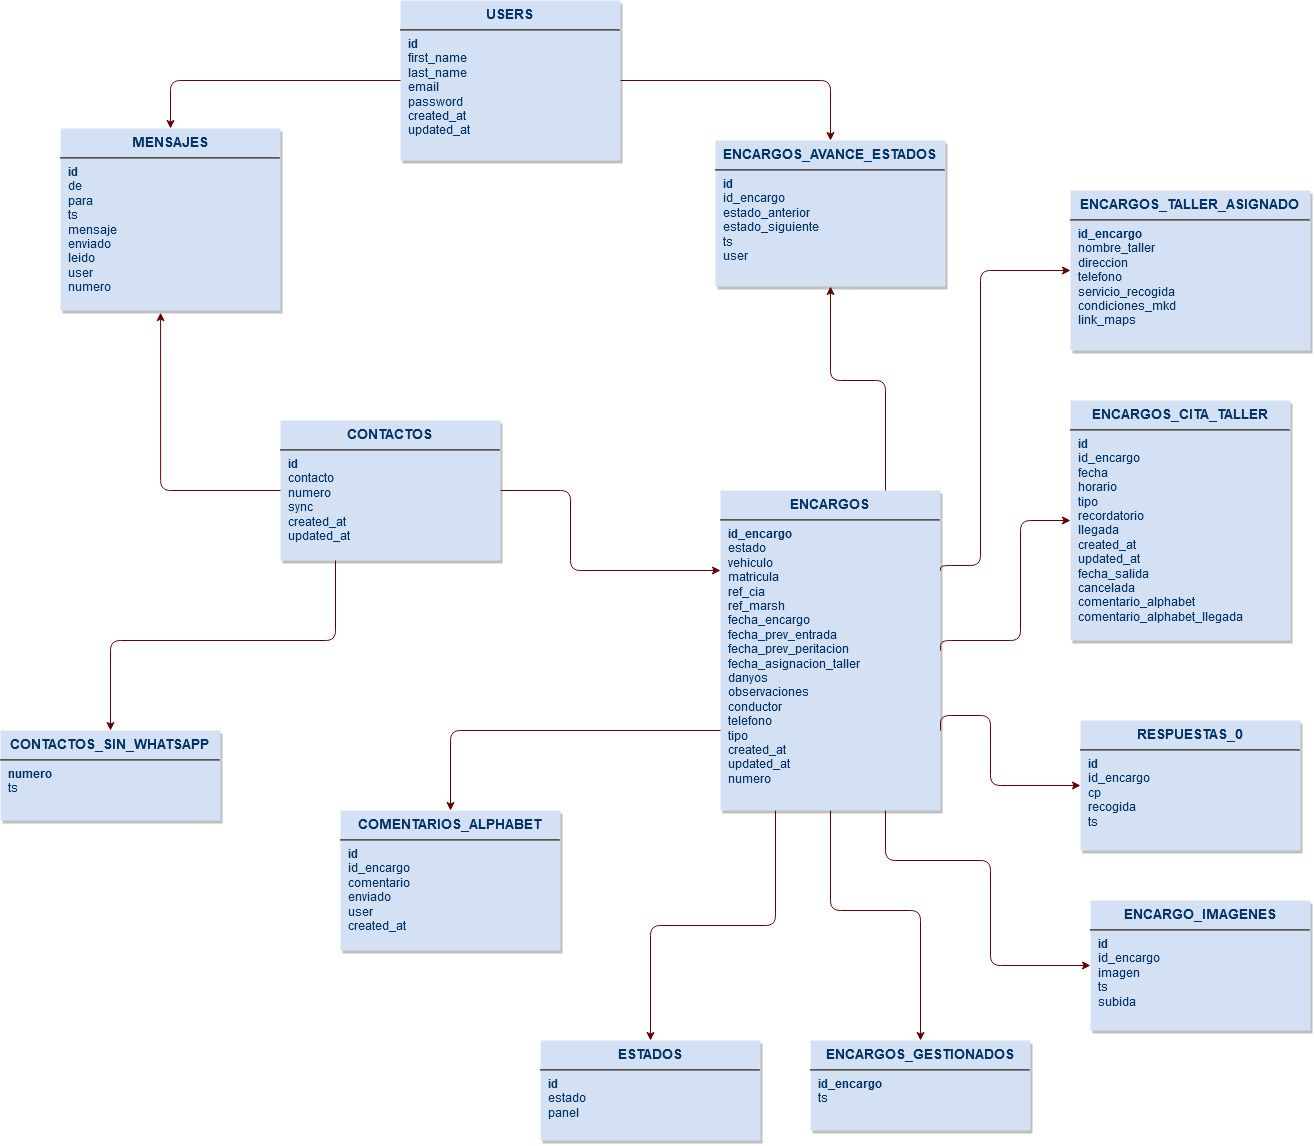 USERS
id
first_name
last_name
email
password
created_at
updated_at
MENSAJES
id
de
para
ts
mensaje
enviado
leido
user
numero
ENCARGOS_AVANCE_ESTADOS
id
id_encargo
estado_anterior
estado_siguiente
ts
user
ENCARGOS_TALLER_ASIGNADO
id_encargo
nombre_taller
direccion
telefono
servicio_recogida
condiciones_mkd
link_maps
CONTACTOS
id
contacto
numero
sync
created_at
updated_at
ENCARGOS_CITA_TALLER
id
id_encargo
fecha
horario
tipo
recordatorio
llegada
created_at
updated_at
fecha_salida
cancelada
comentario_alphabet
comentario_alphabet_llegada
ENCARGOS
id_encargo
estado
vehiculo
matricula
ref_cia
ref_marsh
fecha_encargo
fecha_prev_entrada
fecha_prev_peritacion
fecha_asignacion_taller
danyos
observaciones
conductor
telefono
tipo
created_at
updated_at
numero
CONTACTOS_SIN_WHATSAPP
numero
ts
RESPUESTAS_0
id
id_encargo
cp
recogida
ts
COMENTARIOS_ALPHABET
id
id_encargo
comentario
enviado
user
created_at
ENCARGO_IMAGENES
id
id_encargo
imagen
ts
subida
ESTADOS
id
estado
panel
ENCARGOS_GESTIONADOS
id_encargo
ts